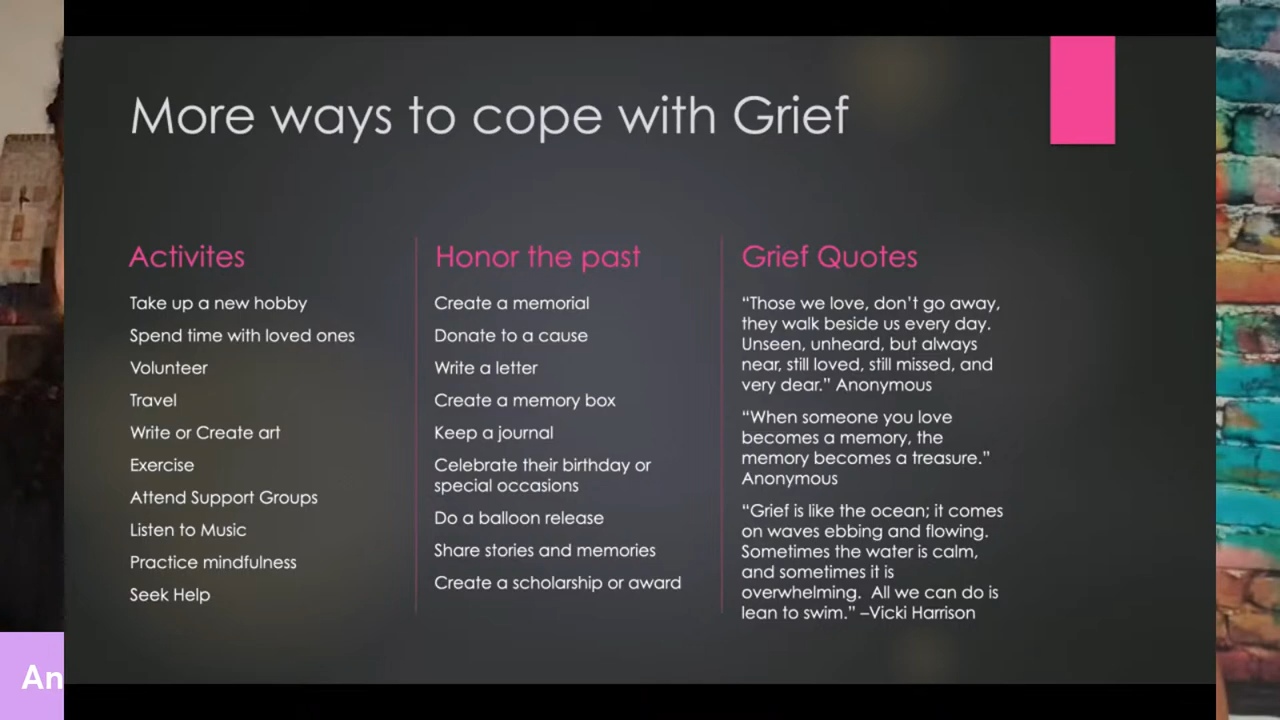 More ways to cope with Grief
Activites
Take up a new hobby
Spend time with loved ones
Volunteer
Travel
Write or Create art
Exercise
Attend Support Groups
Listen to Music
Practice mindfulness
Seek Help
Honor the past
Create a memorial
Donate to a cause
Write a letter
Create a memory box
Keep a journal
Celebrate their birthday or
special occasions
Do a balloon release
Share stories and memories
Create a scholarship or award
Grief Quotes
“Those we love, don’t go away,
they walk beside us every day.
Unseen, unheard, but always
near, still loved, still missed, and
very dear.” Anonymous
“When someone you love
becomes a memory, the
memory becomes a treasure.”
Anonymous
“Grief is like the ocean; it comes
on waves ebbing and flowing.
Sometimes the water is calm,
and sometimes it is
overwhelming.  All we can do is
lean to swim.” –Vicki Harrison
An